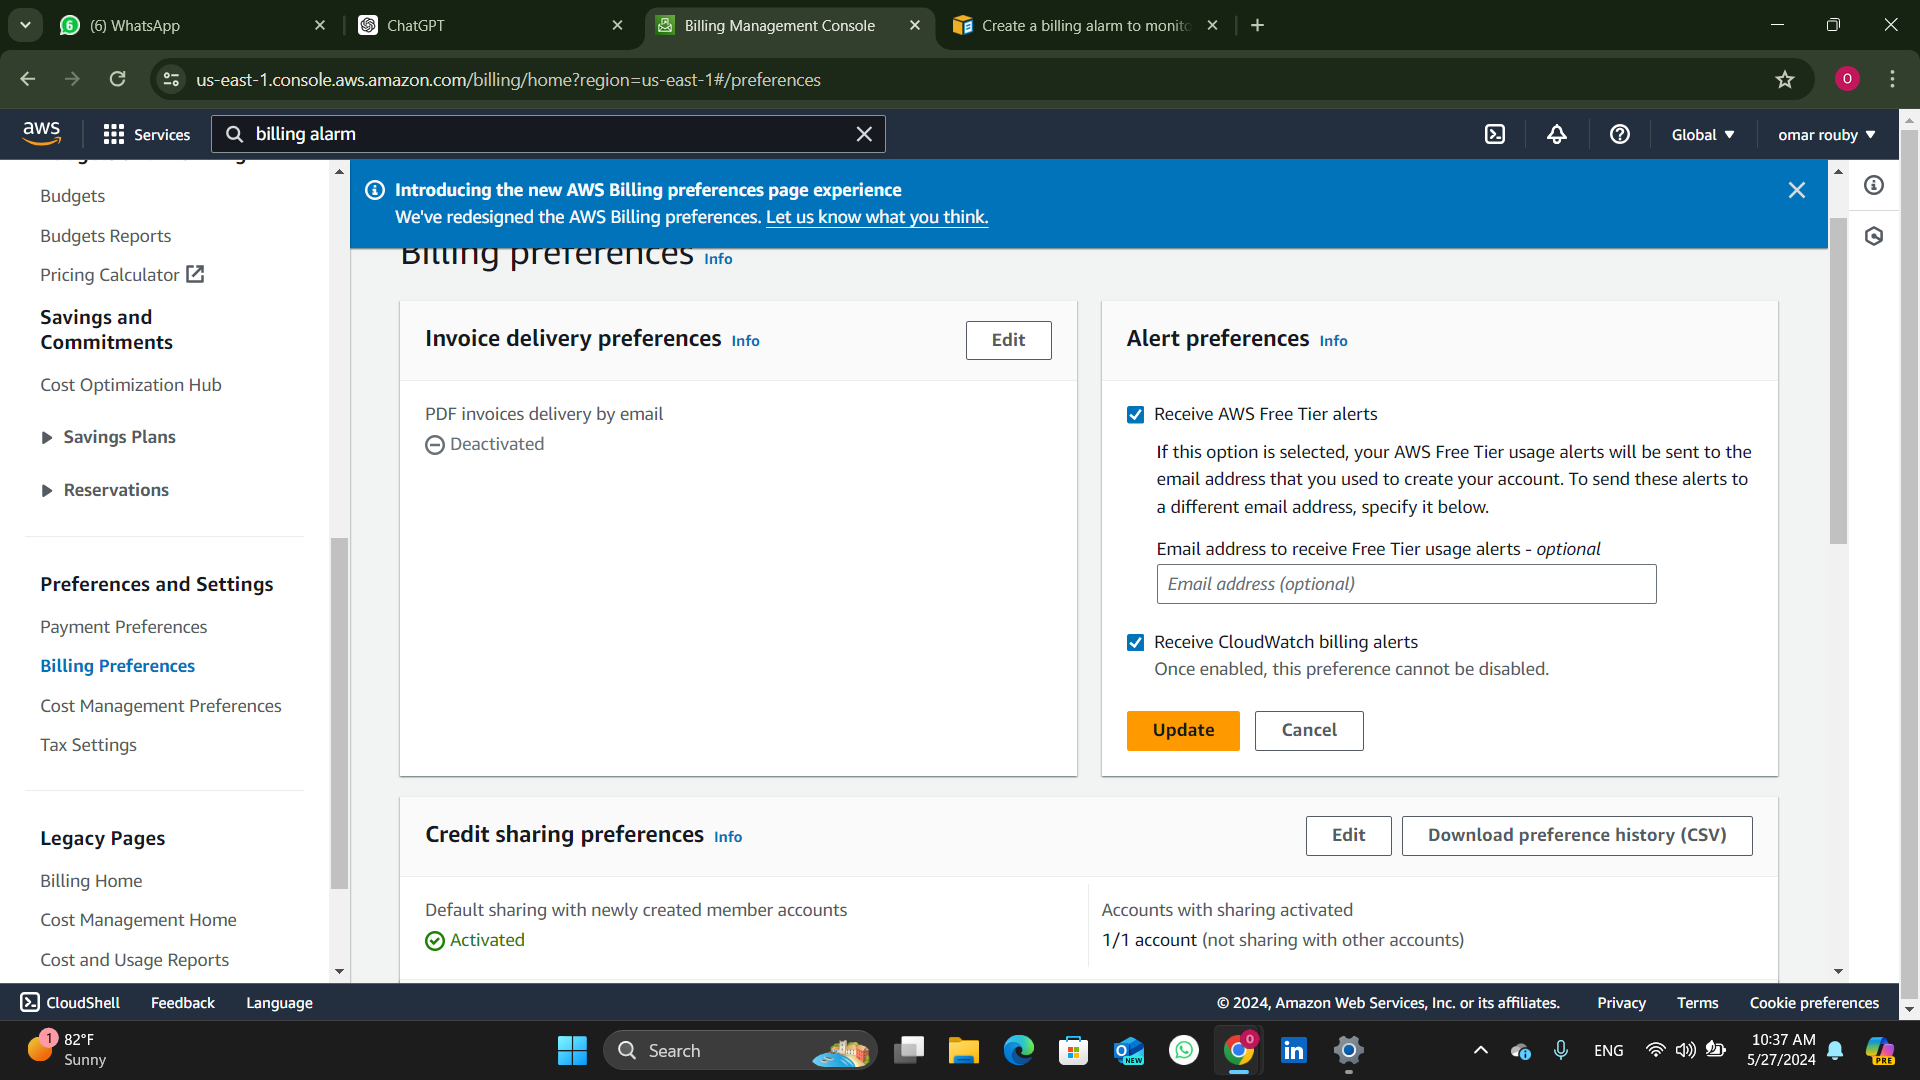 6
(6) WhatsApp
ChatGPT
Billing Management Console
Create a billing alarm to monito
us-east-1.console.aws.amazon.com/billing/home?region=us-east-1#/preferences
O
aws
Services
billing alarm
Global
omar rouby
Budgets
Budgets Reports
Pricing Calculator
Savings and
Commitments
Cost Optimization Hub
Savings Plans
Reservations
Preferences and Settings
Payment Preferences
Billing Preferences
Cost Management Preferences
Tax Settings
Legacy Pages
Billing Home
Cost Management Home
Cost and Usage Reports
Introducing the new AWS Billing preferences page experience
We've redesigned the AWS Billing preferences. Let us know what you think.
Billing preferences Info
Invoice delivery preferences Info
Edit
PDF invoices delivery by email
Deactivated
Alert preferences Info
Receive AWS Free Tier alerts
If this option is selected, your AWS Free Tier usage alerts will be sent to the
email address that you used to create your account. To send these alerts to
a different email address, specify it below.
Email address to receive Free Tier usage alerts - optional
Email address (optional)
Receive CloudWatch billing alerts
Once enabled, this preference cannot be disabled.
Update
Cancel
Credit sharing preferences Info
Edit
Download preference history (CSV)
Default sharing with newly created member accounts
Activated
Accounts with sharing activated
1/1 account (not sharing with other accounts)
CloudShell
Feedback
Language
© 2024, Amazon Web Services, Inc. or its affiliates.
Privacy
Terms
Cookie preferences
1
82°F
Sunny
Search
NEW
O
in
ENG
10:37 AM
5/27/2024
PRE